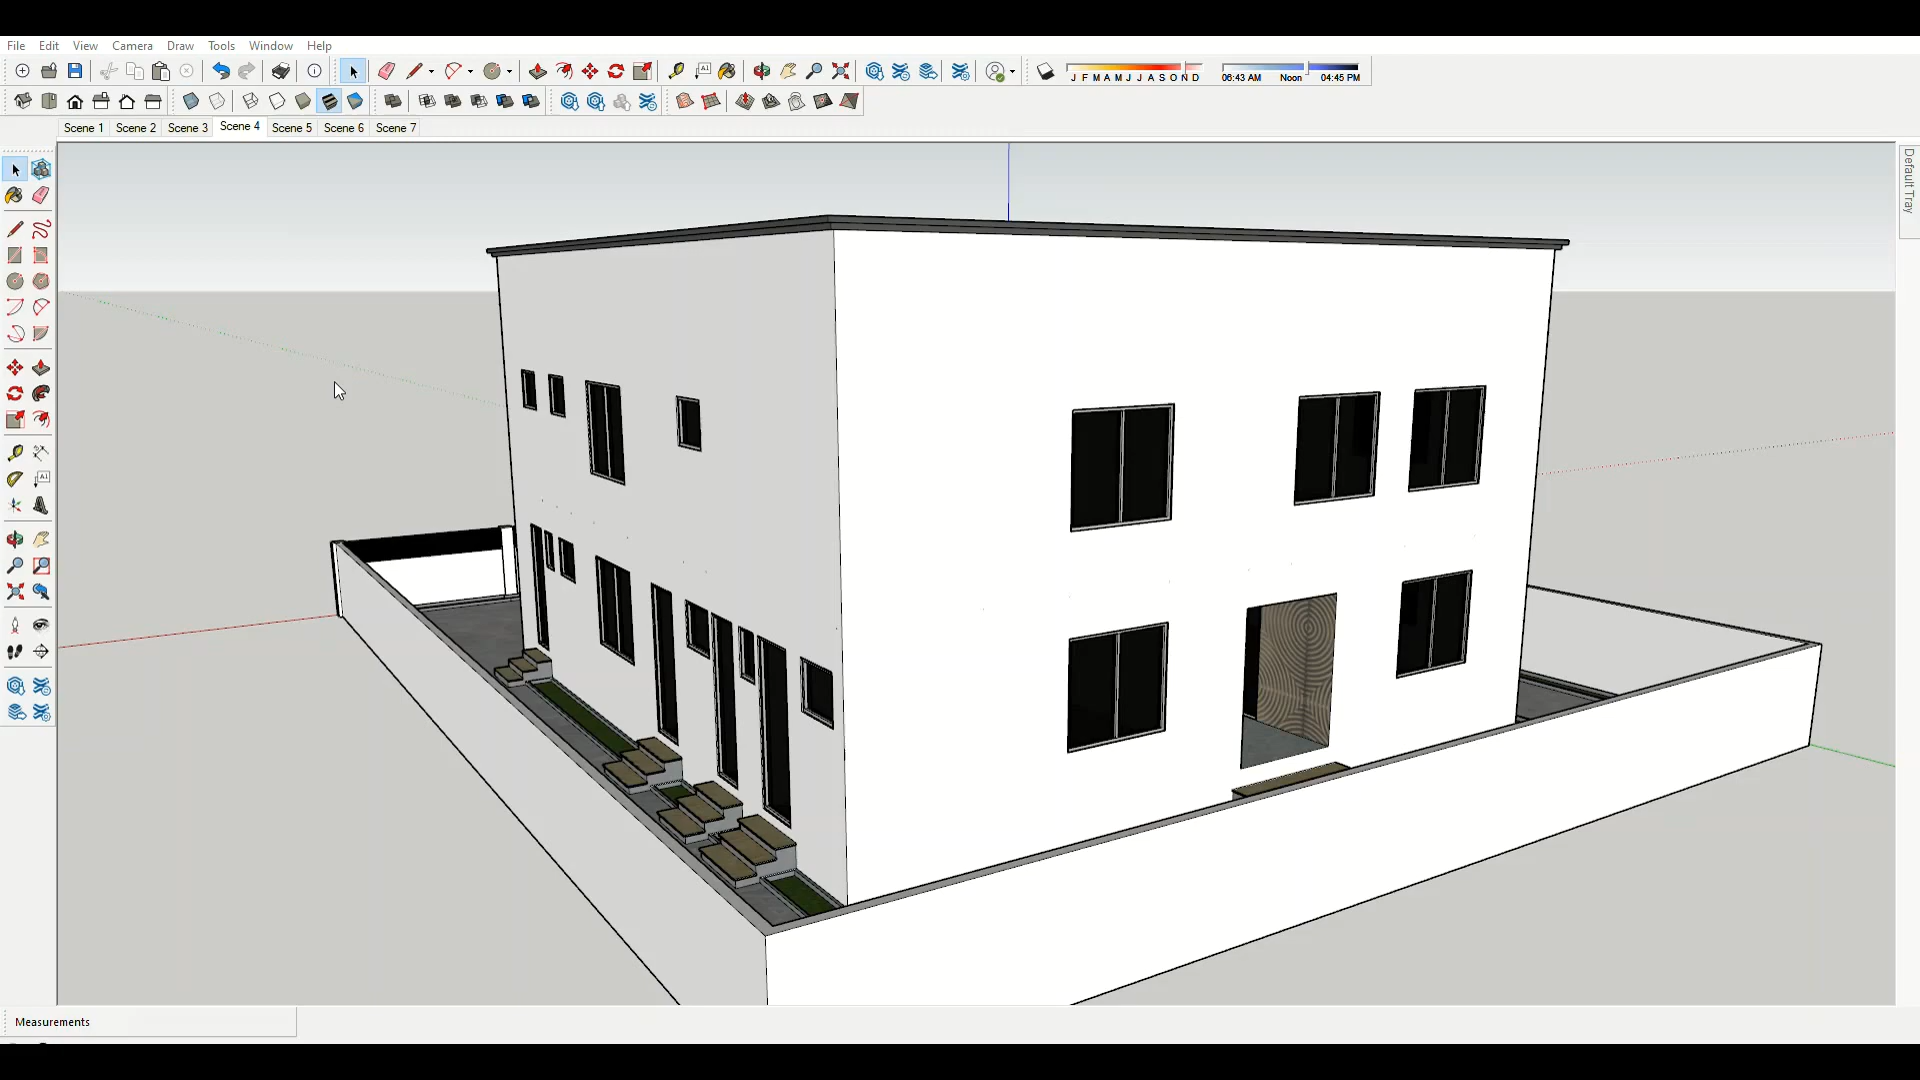 File Edit View Camera Draw Tools Window Help
J F M A M J J A S O N D 06:43 AM Noon 04:45 PM
Scene 1 Scene 2 Scene 3 Scene 4 Scene 5 Scene 6 Scene 7
Default Tray
Measurements